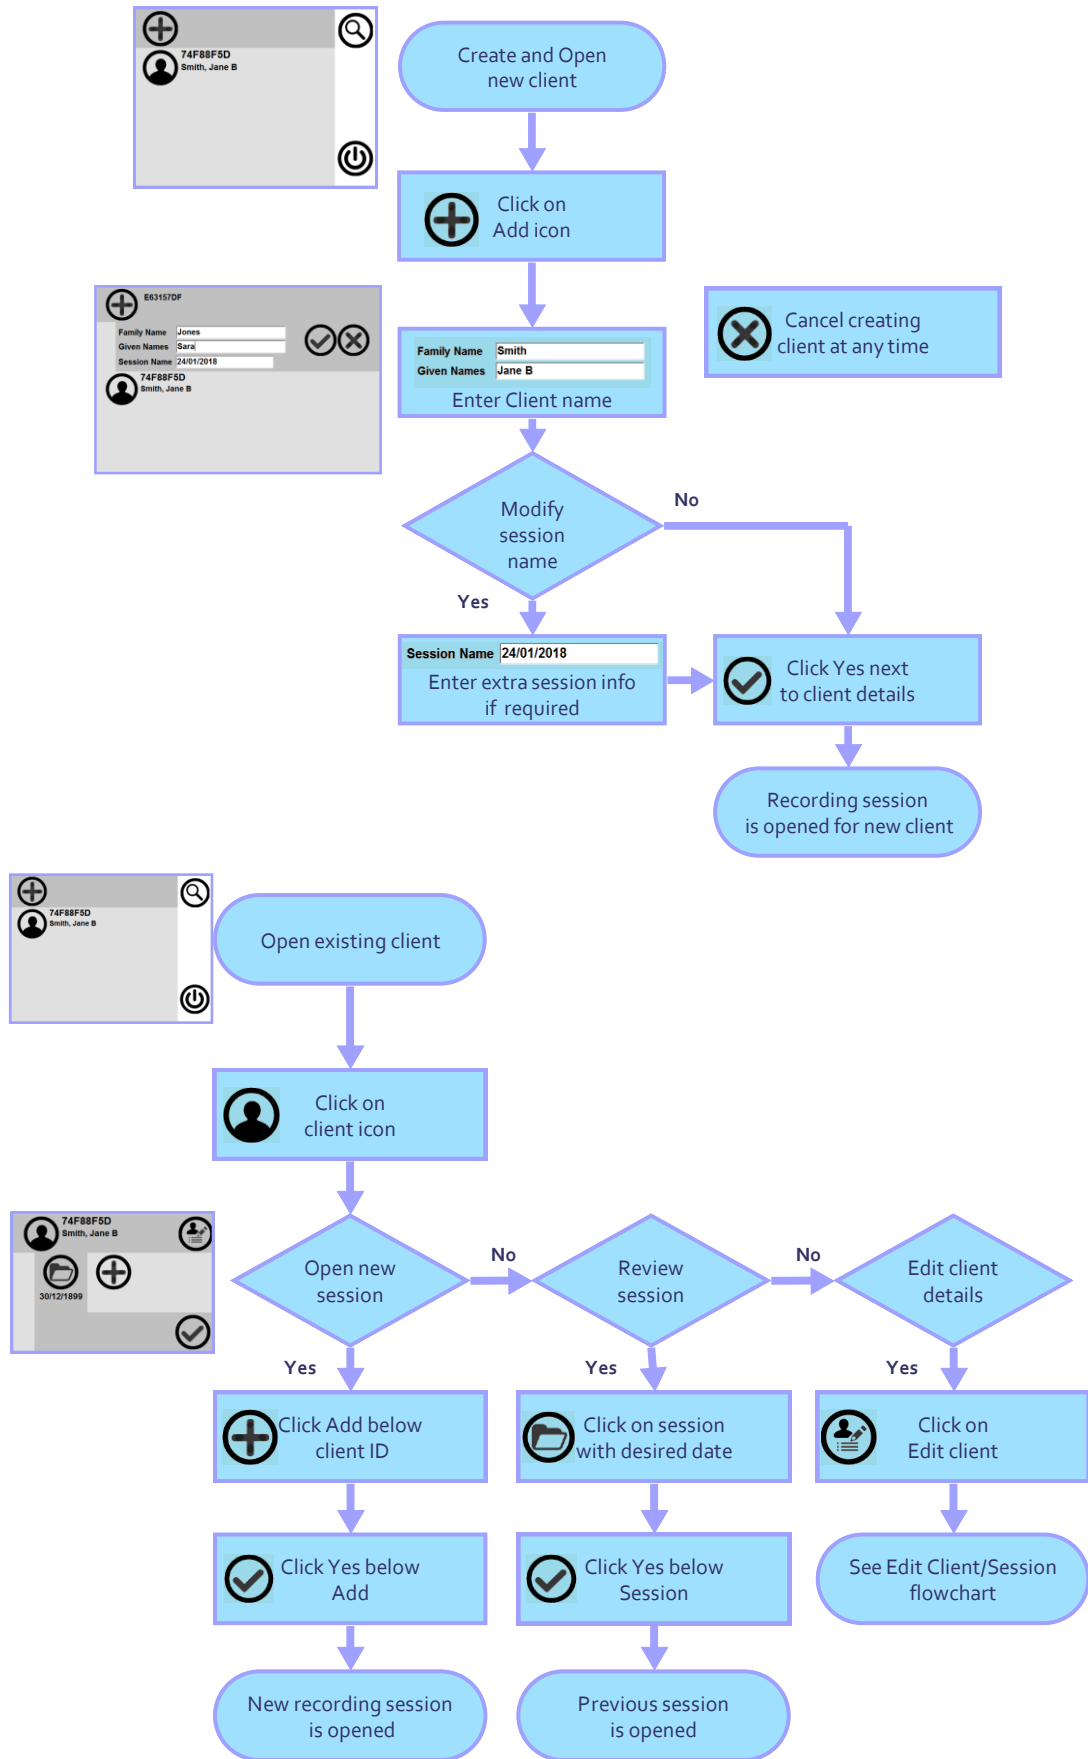 74F88F5D
Smith, Jane B
Create and Open
new client
Click on
Add icon
E63157DF
Family Name Jones
Given Names Sara
Session Name 24/01/2018
74F88F5D
Smith, Jane B
Family Name Smith
Given Names Jane B
Enter Client name
Cancel creating
client at any time
Modify
session
name
No
Yes
Session Name 24/01/2018
Enter extra session info
if required
Click Yes next
to client details
Recording session
is opened for new client
74F88F5D
Smith, Jane B
Open existing client
Click on
client icon
74F88F5D
Smith, Jane B
30/12/1899
Open new
session
No
Review
session
No
Edit client
details
Yes
Yes
Yes
Click Add below
client ID
Click on session
with desired date
Click on
Edit client
Click Yes below
Add
Click Yes below
Session
See Edit Client/Session
flowchart
New recording session
is opened
Previous session
is opened